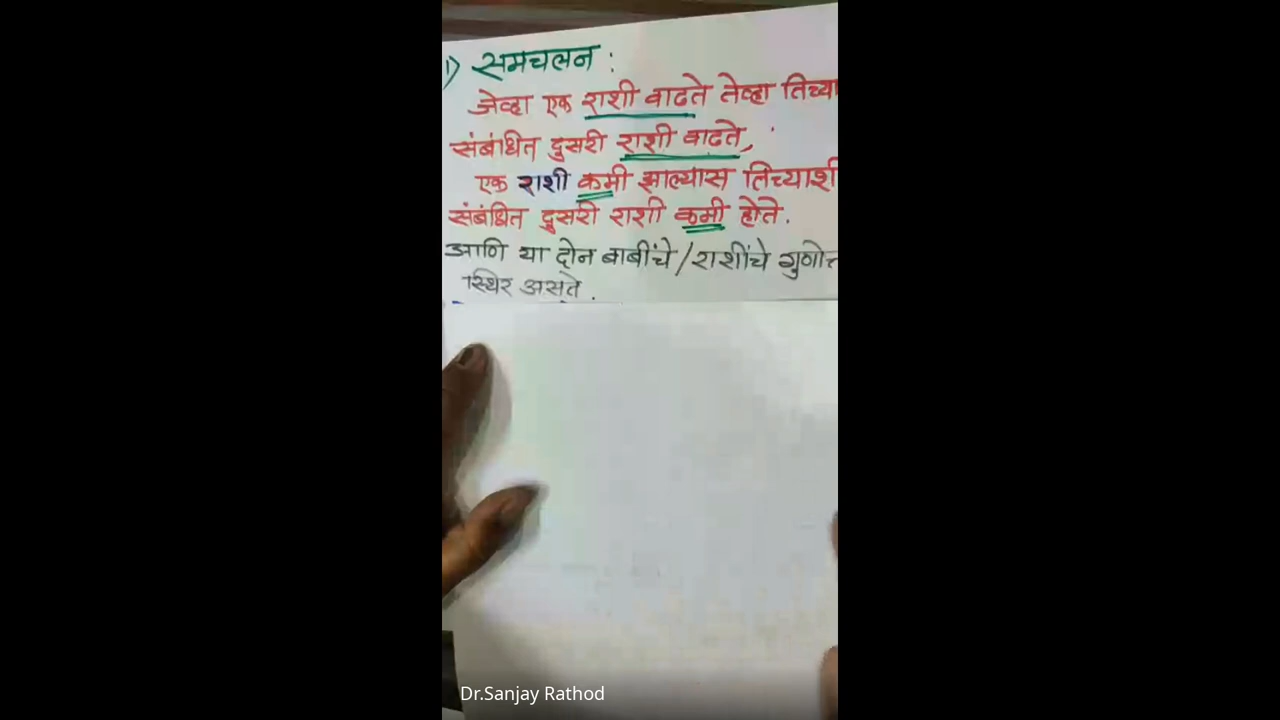 1) समचलन :
जेव्हा एक राशी वाढते तेव्हा तिच्या
संबंधित दुसरी राशी वाढते,
एक राशी कमी झाल्यास तिच्याशी
संबंधित दुसरी राशी कमी होते.
आणि या दोन बाबींचे/राशींचे
स्थिर असते.
Dr.Sanjay Rathod